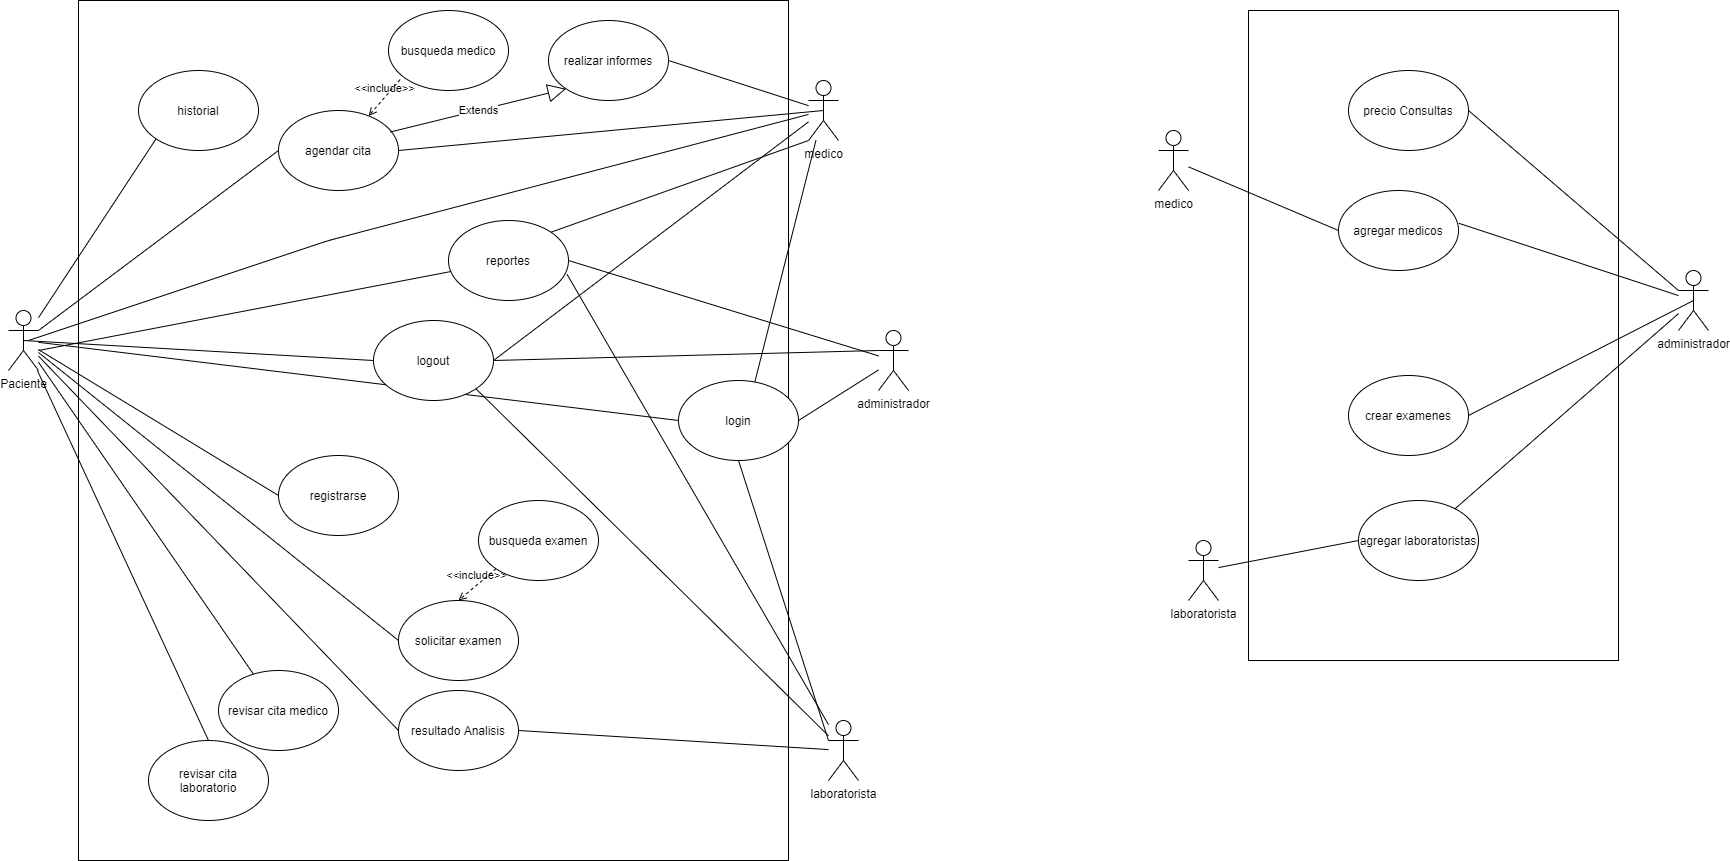 busqueda medico
realizar informes
<<include>>
historial
Extends
agendar cita
medico
reportes
logout
Paciente
administrador
login
registrarse
busqueda examen
<<include>>
solicitar examen
revisar cita medico
resultado Analisis
revisar cita
laboratorio
laboratorista
precio Consultas
medico
agregar medicos
administrador
crear examenes
agregar laboratoristas
laboratorista